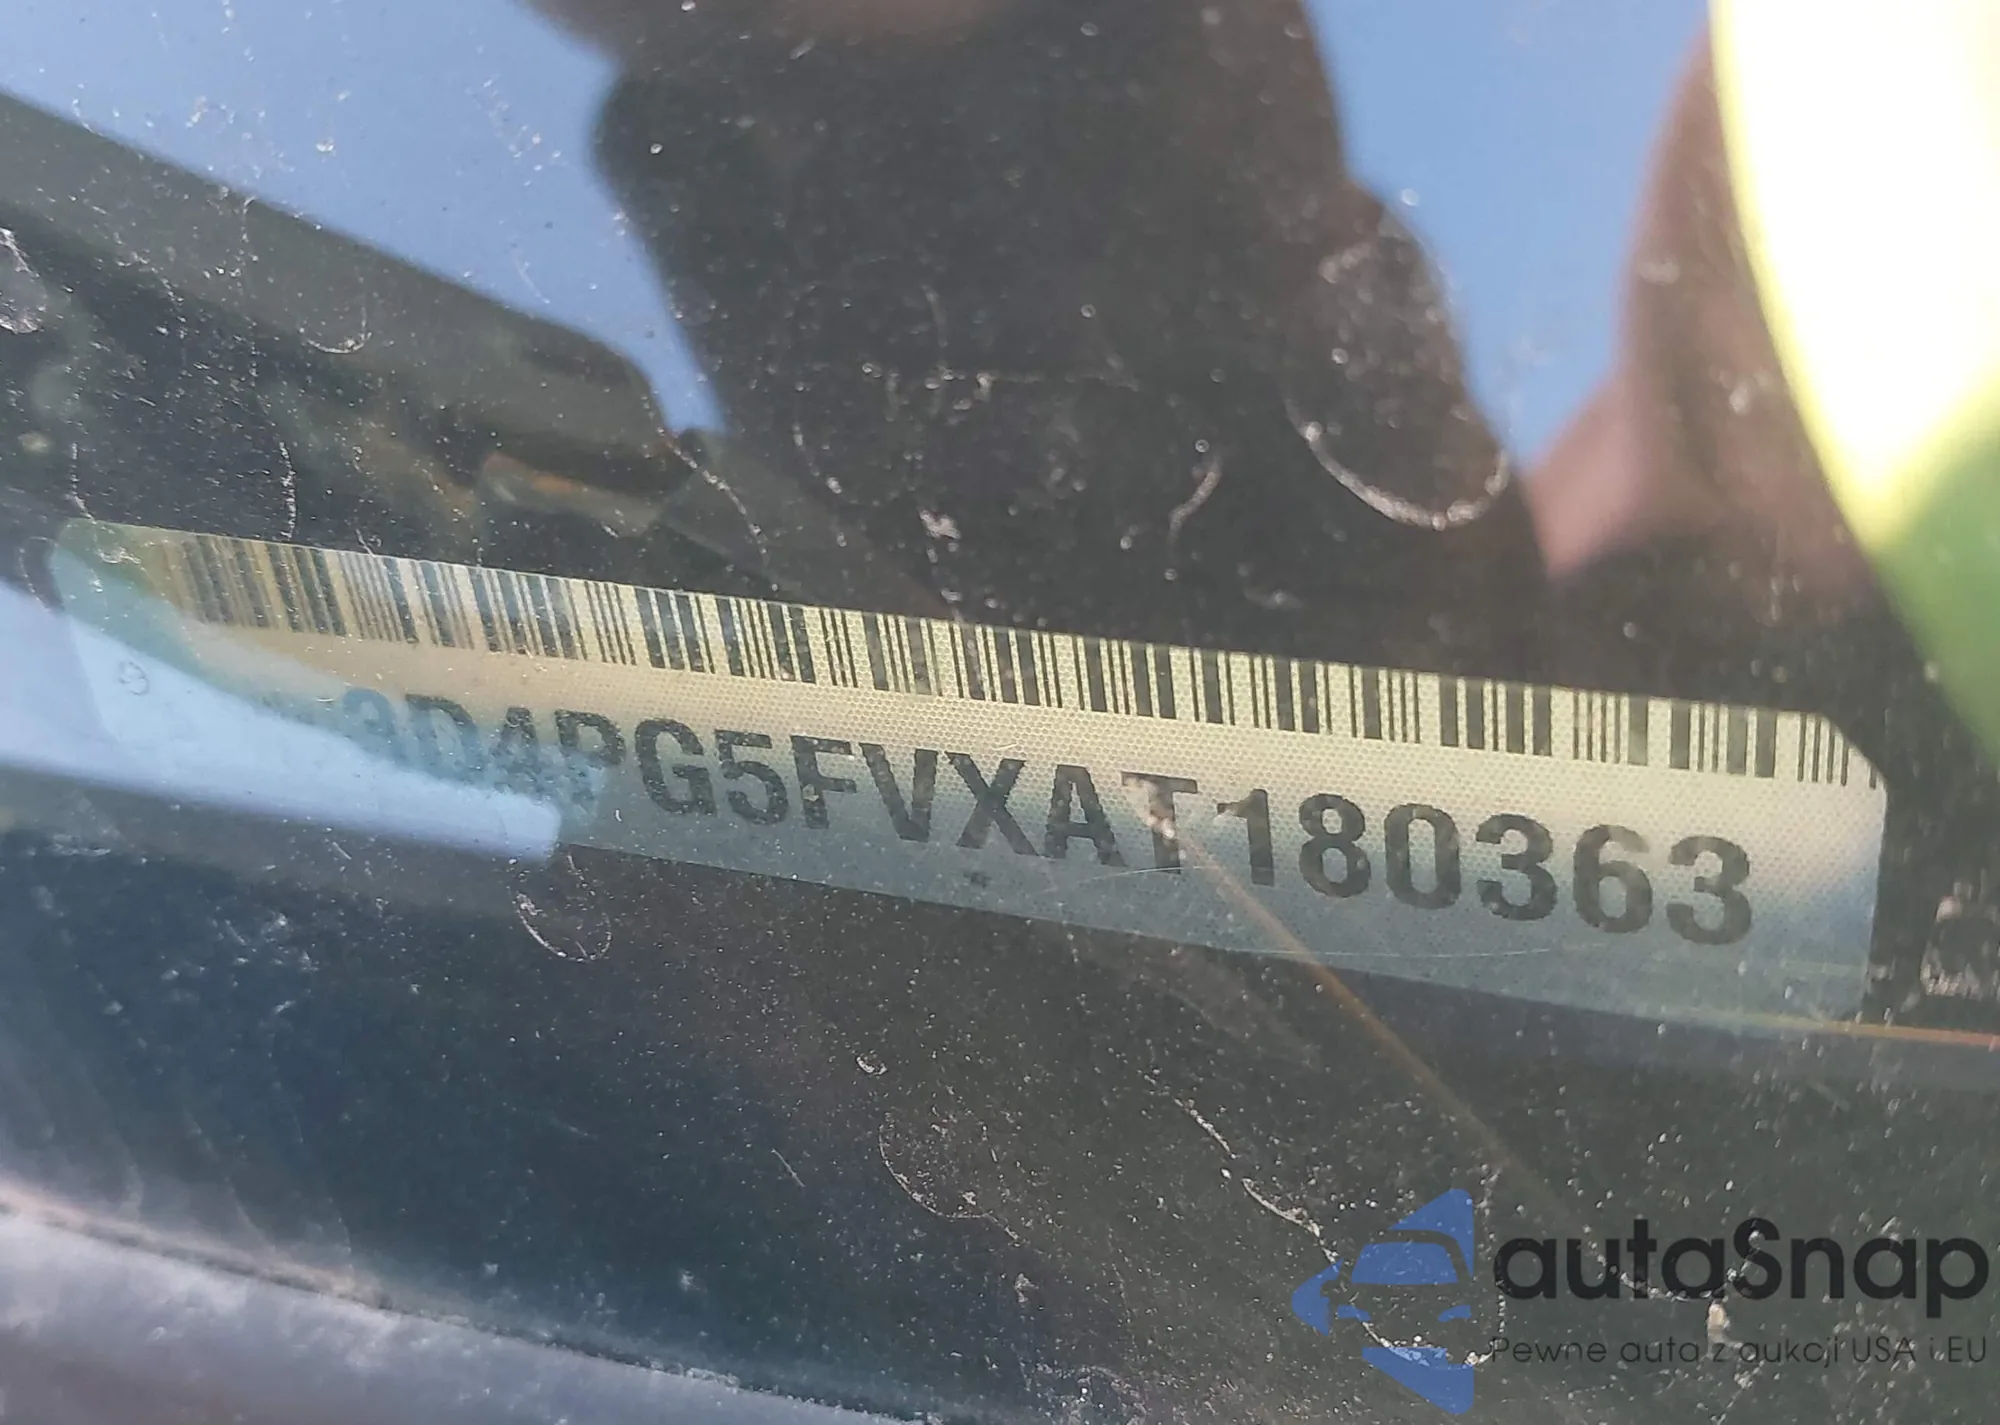 3D4PG5FVXAT180363
autaSnap
Pewne auta z aukcji USA i EU